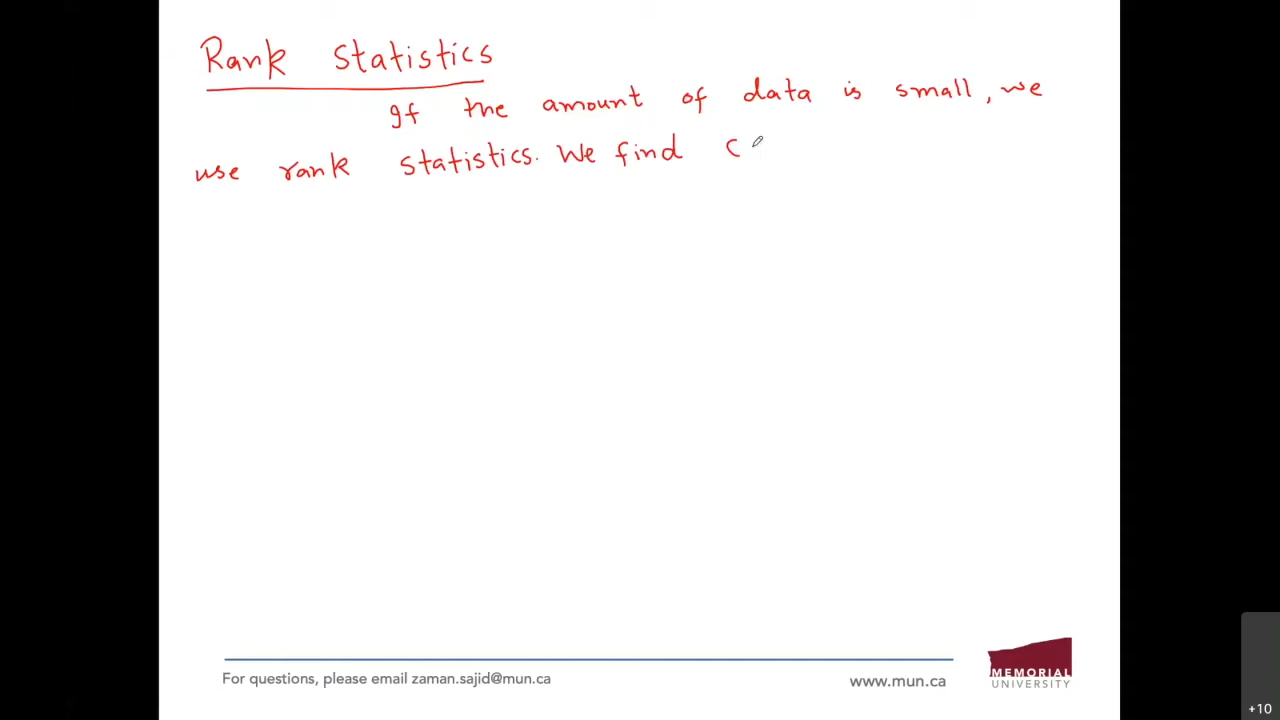 Rank Statistics
If the amount of data is small, we
use rank statistics. We find c
For questions, please email zaman.sajid@mun.ca
www.mun.ca
MEMORIAL
UNIVERSITY
+10